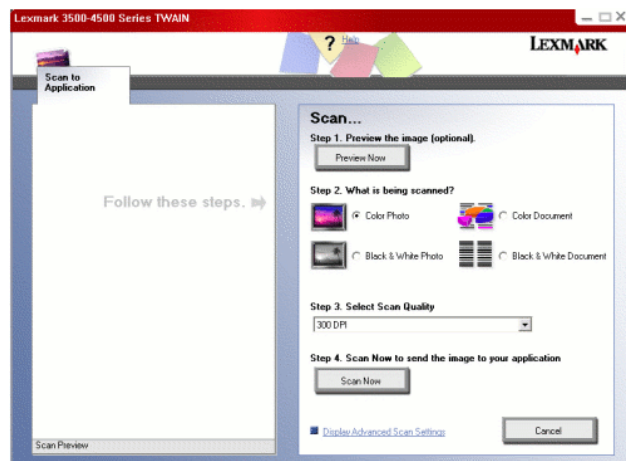 Lexmark 3500-4500 Series TWAIN
? Help
LEXMARK
Scan to
Application
Follow these steps.
Scan Preview
Scan...
Step 1. Preview the image (optional).
Preview Now
Step 2. What is being scanned?
Color Photo
Color Document
Black & White Photo
Black & White Document
Step 3. Select Scan Quality
300 DPI
Step 4. Scan Now to send the image to your application
Scan Now
Display Advanced Scan Settings
Cancel